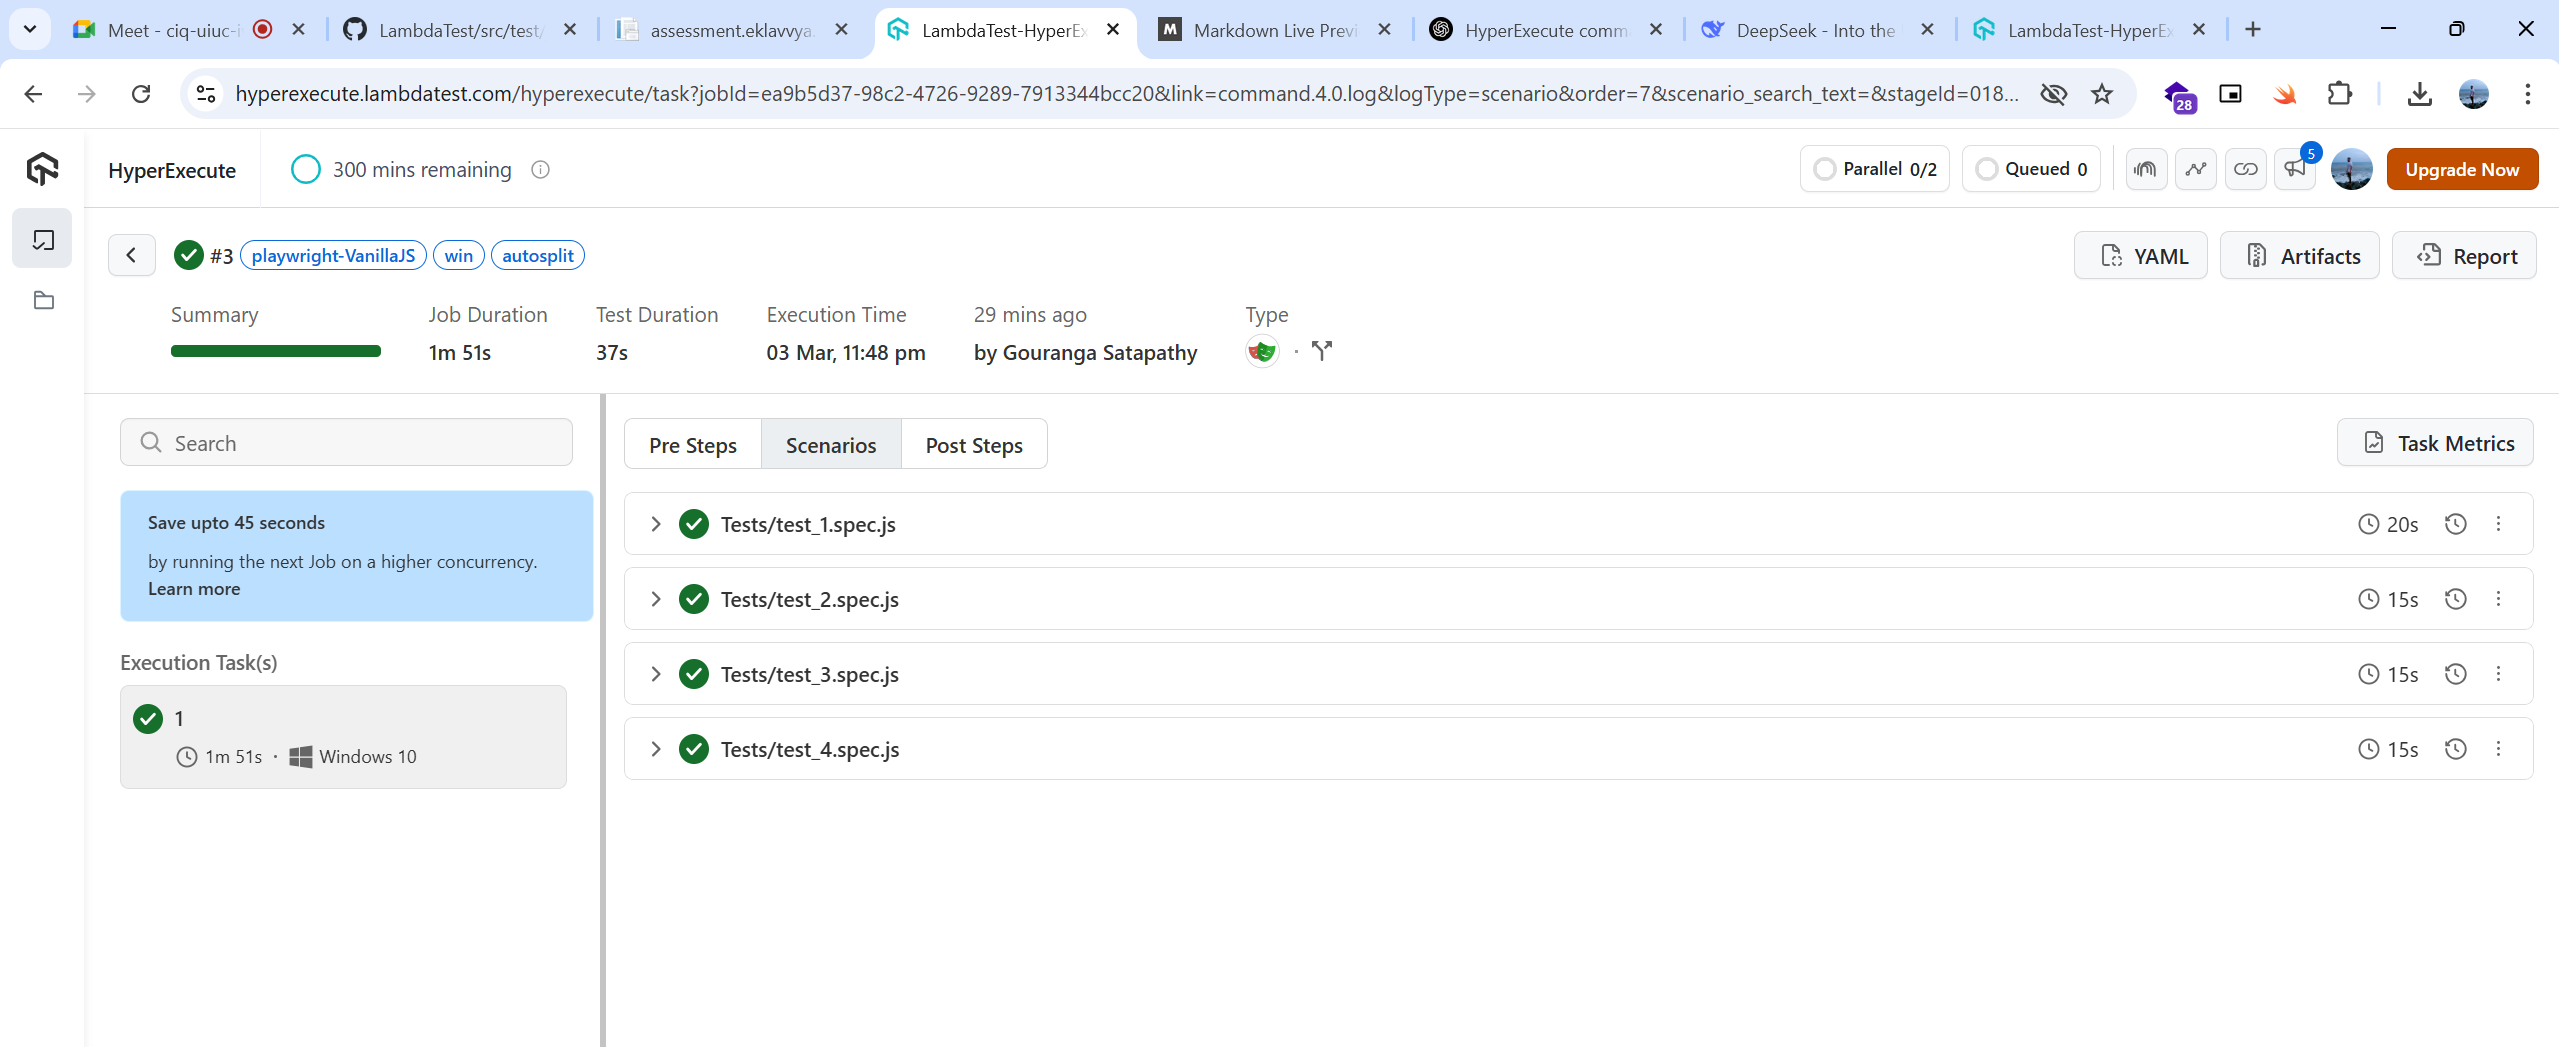 Meet - ciq-uiuc-i
LambdaTest/src/test/
assessment.eklavvya.
LambdaTest-HyperEx
Markdown Live Previ
HyperExecute comm
DeepSeek - Into the
LambdaTest-HyperEx
hyperexecute.lambdatest.com/hyperexecute/task?jobId=ea9b5d37-98c2-4726-9289-7913344bcc20&link=command.4.0.log&logType=scenario&order=7&scenario_search_text=&stageId=018...
28
HyperExecute
300 mins remaining
Parallel 0/2
Queued 0
5
Upgrade Now
#3 playwright-VanillaJS win autosplit
YAML
Artifacts
Report
Summary
Job Duration
Test Duration
Execution Time
29 mins ago
Type
1m 51s
37s
03 Mar, 11:48 pm
by Gouranga Satapathy
Search
Pre Steps
Scenarios
Post Steps
Task Metrics
Save upto 45 seconds
by running the next Job on a higher concurrency.
Learn more
Execution Task(s)
1
1m 51s · Windows 10
Tests/test_1.spec.js 20s
Tests/test_2.spec.js 15s
Tests/test_3.spec.js 15s
Tests/test_4.spec.js 15s